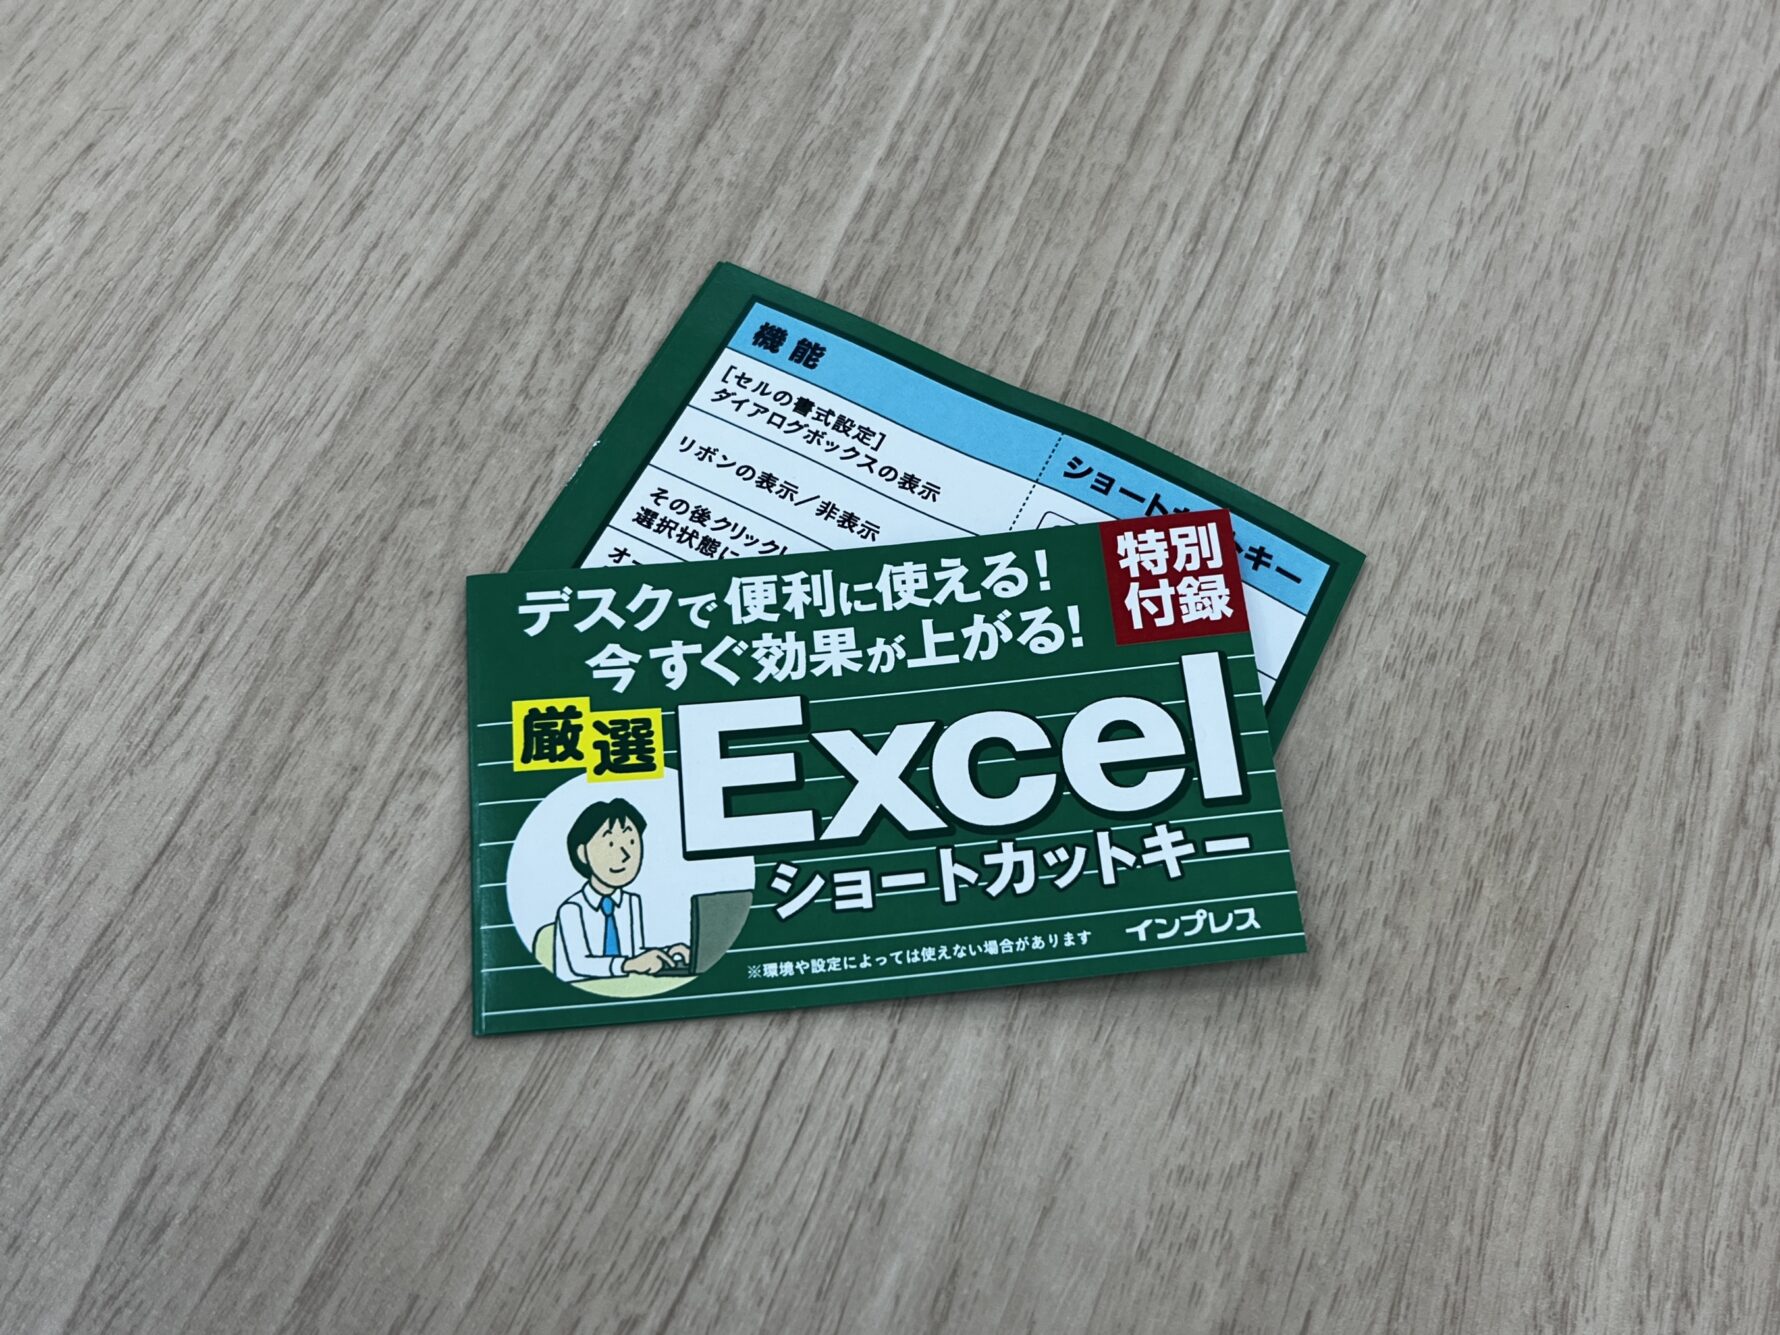 機能
ショート
トキー
[セルの書式設定]
ダイアログボックスの表示
リボンの表示／非表示
その後クリック
選択状態に
オー
デスクで便利に使える！
今すぐ効果が上がる！
特別
付録
厳選
Excel
ショートカットキー
※環境や設定によっては使えない場合があります
インプレス